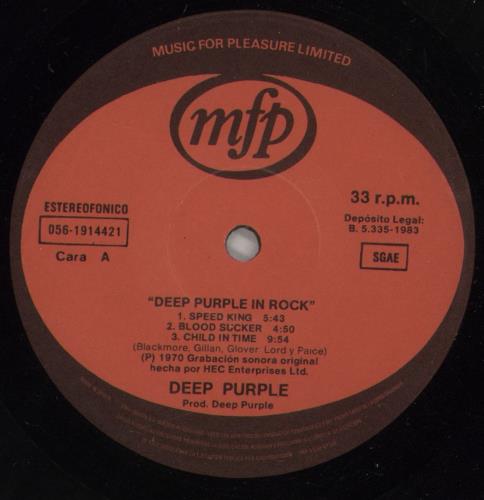 MUSIC FOR PLEASURE LIMITED
mfp
ESTEREOFONICO
056-1914421
Cara A
33 r.p.m.
Depósito Legal:
B. 5.335-1983
SGAE
"DEEP PURPLE IN ROCK"
1. SPEED KING 5:43
2. BLOOD SUCKER 4:50
3. CHILD IN TIME 9:54
(Blackmore, Gillan, Glover, Lord y Paice)
(P) 1970 Grabación sonora original
hecha por HEC Enterprises Ltd.
DEEP PURPLE
Prod. Deep Purple